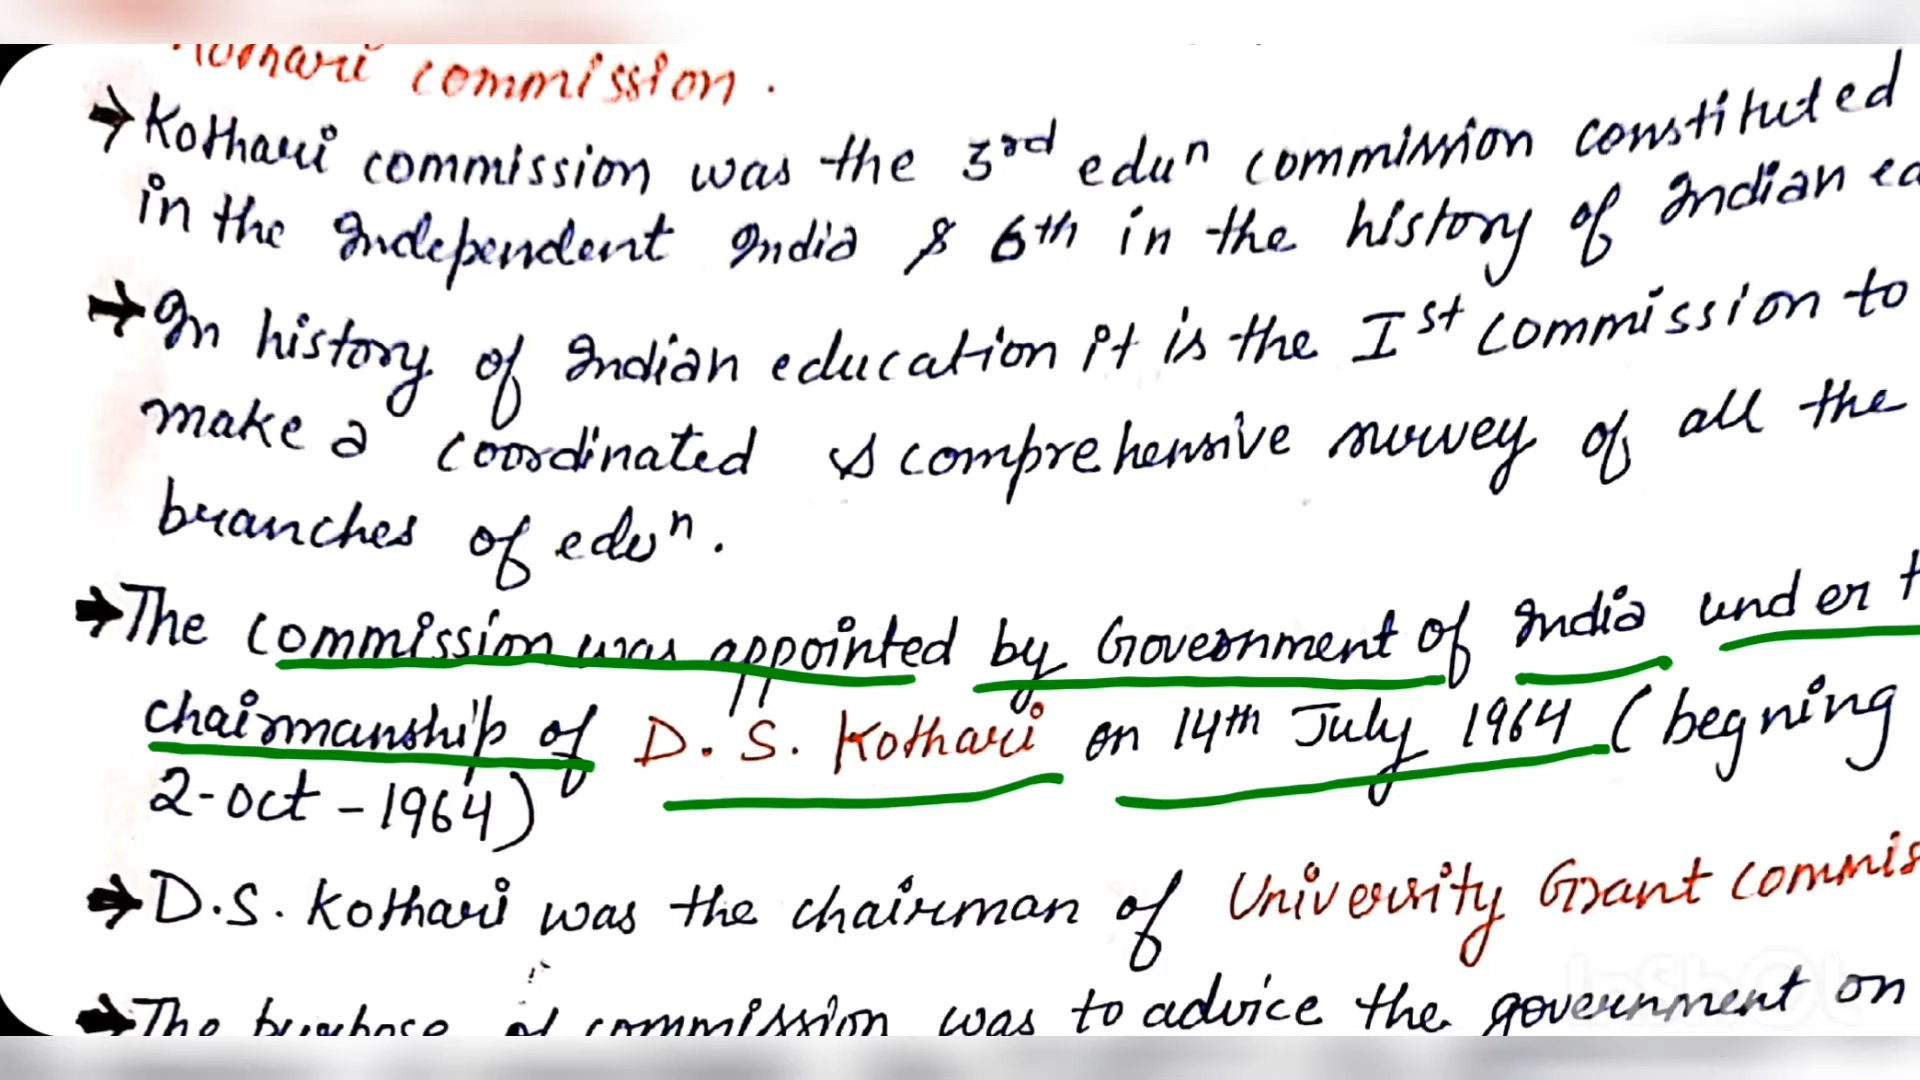 Kothari commission.
→ Kothari commission was the 3rd eduⁿ commission constituted
in the Independent India & 6th in the history of Indian
→ In history of Indian education it is the Ist commission to
make a coordinated & comprehensive survey of all the
branches of eduⁿ.
→ The commission was appointed by Government of India under
chairmanship of D. S. Kothari on 14th July 1964 (begning
2-Oct-1964)
→ D.S. Kothari was the chairman of University Grant
→ The purpose of commission was to advice the government on